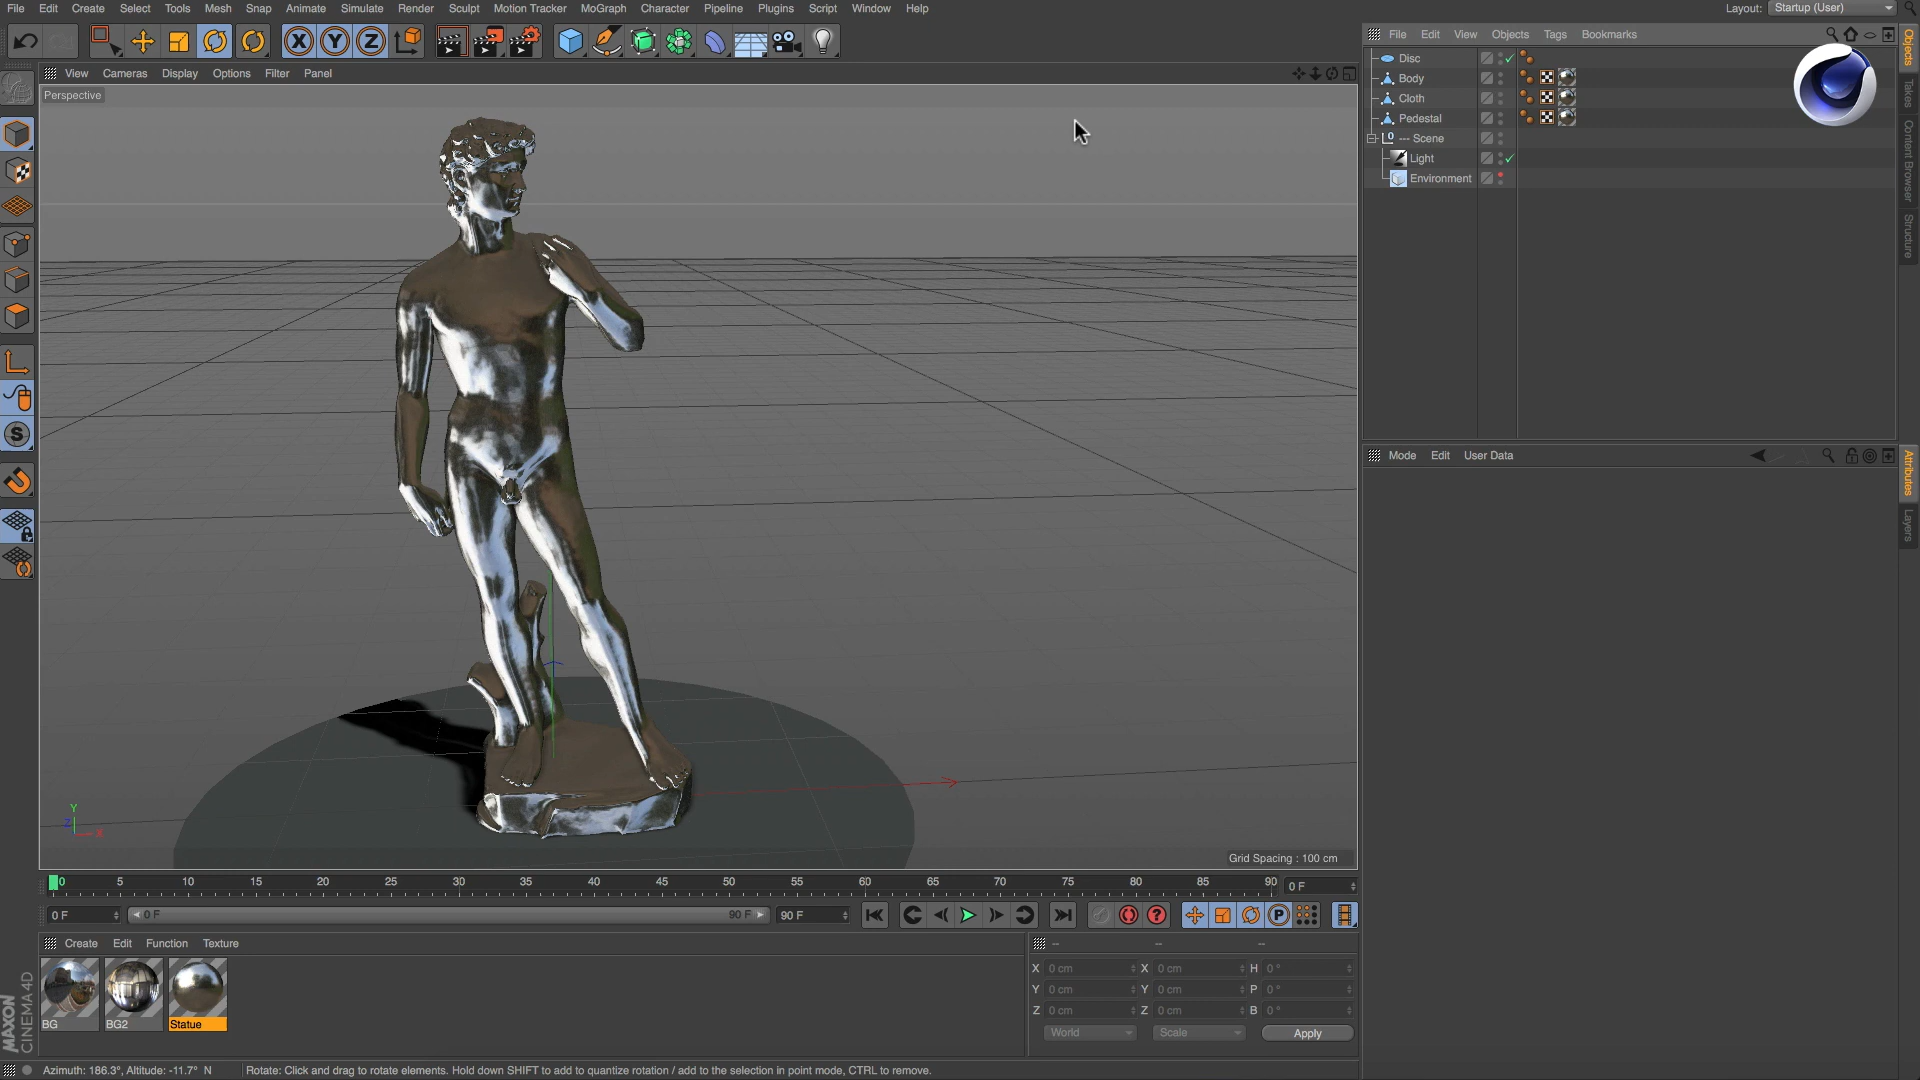 File Edit Create Select Tools Mesh Snap Animate Simulate Render Sculpt Motion Tracker MoGraph Character Pipeline Plugins Script Window Help Layout: Startup (User)
X Y Z
File Edit View Objects Tags Bookmarks
View Cameras Display Options Filter Panel
Perspective
Disc
Body
Cloth
Pedestal
--- Scene
Light
Environment
Objects
Takes
Content Browser
Structure
S
Mode Edit User Data
Attributes
Layers
Y
Z X
Grid Spacing : 100 cm
0 5 10 15 20 25 30 35 40 45 50 55 60 65 70 75 80 85 90 0 F
0 F 0 F 90 F 90 F P
Create Edit Function Texture
-- -- --
X 0 cm X 0 cm H 0 °
Y 0 cm Y 0 cm P 0 °
Z 0 cm Z 0 cm B 0 °
World Scale Apply
BG BG2 Statue
MAXON
CINEMA 4D
Azimuth: 186.3°, Altitude: -11.7° N Rotate: Click and drag to rotate elements. Hold down SHIFT to add to quantize rotation / add to the selection in point mode, CTRL to remove.